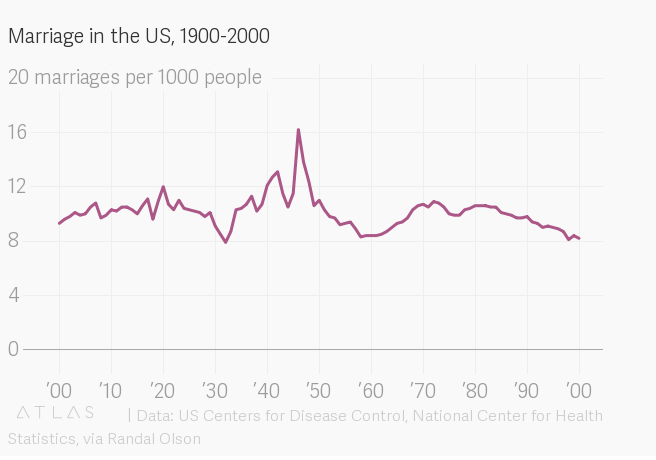 Marriage in the US, 1900-2000
20 marriages per 1000 people
16
12
8
4
0
’00 ’10 ’20 ’30 ’40 ’50 ’60 ’70 ’80 ’90 ’00
ATLAS | Data: US Centers for Disease Control, National Center for Health
Statistics, via Randal Olson